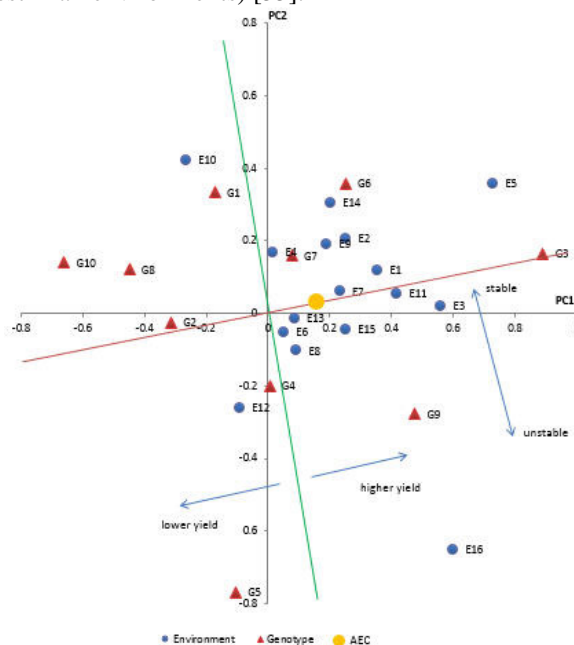 PC2
0.8
0.6
E10
0.4
G1
G6
E5
E14
0.2
E2
E9
E4
G7
G10
G8
E1
G3
E7
E11
stable
PC1
E3
0
-0.8
-0.6
-0.4
-0.2
0
0.2
0.4
0.6
0.8
G2
E13
E6
E15
E8
-0.2
G4
E12
G9
unstable
-0.4
higher yield
lower yield
-0.6
E16
G5
-0.8
Environment
Genotype
AEC